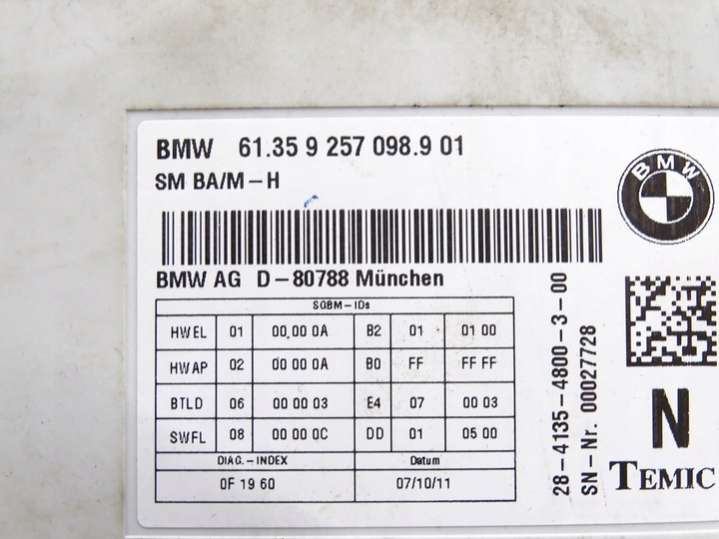 BMW 61.35 9 257 098.9 01
SM BA/M-H
BMW
BMW AG D-80788 München
SGBM-IDs
HWEL 01 00 00 0A B2 01 01 00
HWAP 02 00 00 0A B0 FF FF FF
BTLD 06 00 00 03 E4 07 00 03
SWFL 08 00 00 0C DD 01 05 00
DIAG.-INDEX Datum
0F 19 60 07/10/11
28-4135-4800-3-00
SN-Nr. 00027728
N
TEMIC